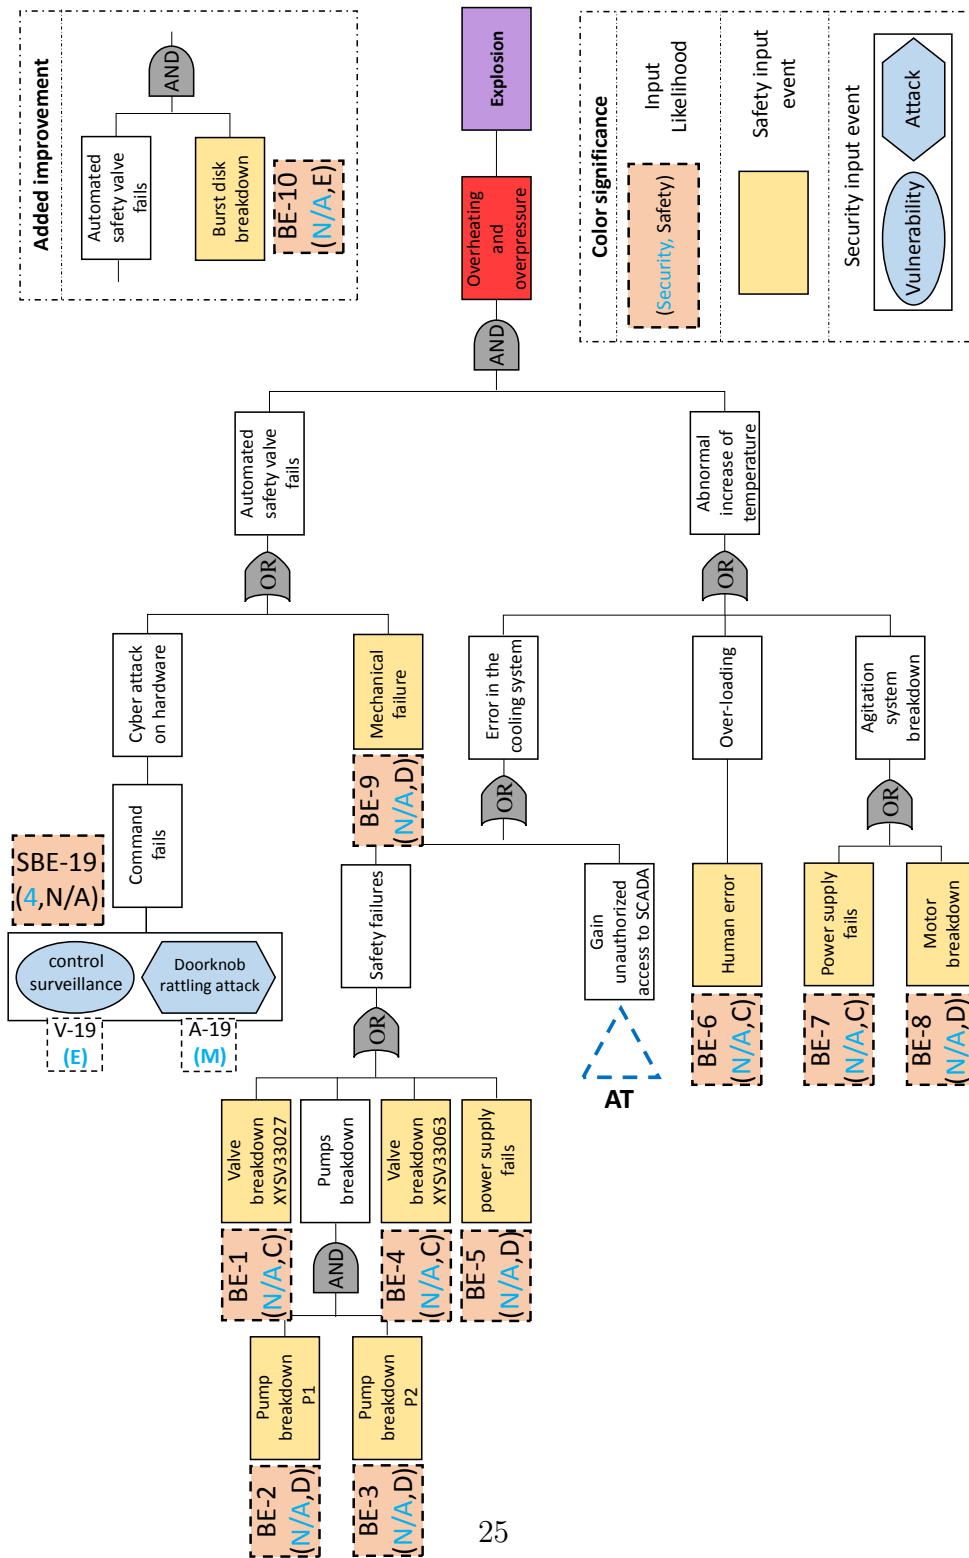 Added improvement
Automated
safety valve
fails
AND
Burst disk
breakdown
BE-10
(N/A,E)
Explosion
Overheating
and
overpressure
AND
Color significance
(Security, Safety)
Input
Likelihood
Safety input
event
Security input event
Vulnerability
Attack
Automated
safety valve
fails
OR
Abnormal
increase of
temperature
OR
Cyber attack
on hardware
Command
fails
SBE-19
(4,N/A)
control
surveillance
Doorknob
rattling attack
V-19
(E)
A-19
(M)
Mechanical
failure
BE-9
(N/A,D)
Error in the
cooling system
OR
Safety failures
OR
Gain
unauthorized
access to SCADA
AT
Over-loading
Human error
BE-6
(N/A,C)
Agitation
system
breakdown
OR
Power supply
fails
BE-7
(N/A,C)
Motor
breakdown
BE-8
(N/A,D)
Valve
breakdown
XYSV33027
BE-1
(N/A,C)
Pumps
breakdown
AND
Valve
breakdown
XYSV33063
BE-4
(N/A,C)
power supply
fails
BE-5
(N/A,D)
Pump
breakdown
P1
BE-2
(N/A,D)
Pump
breakdown
P2
BE-3
(N/A,D)
25